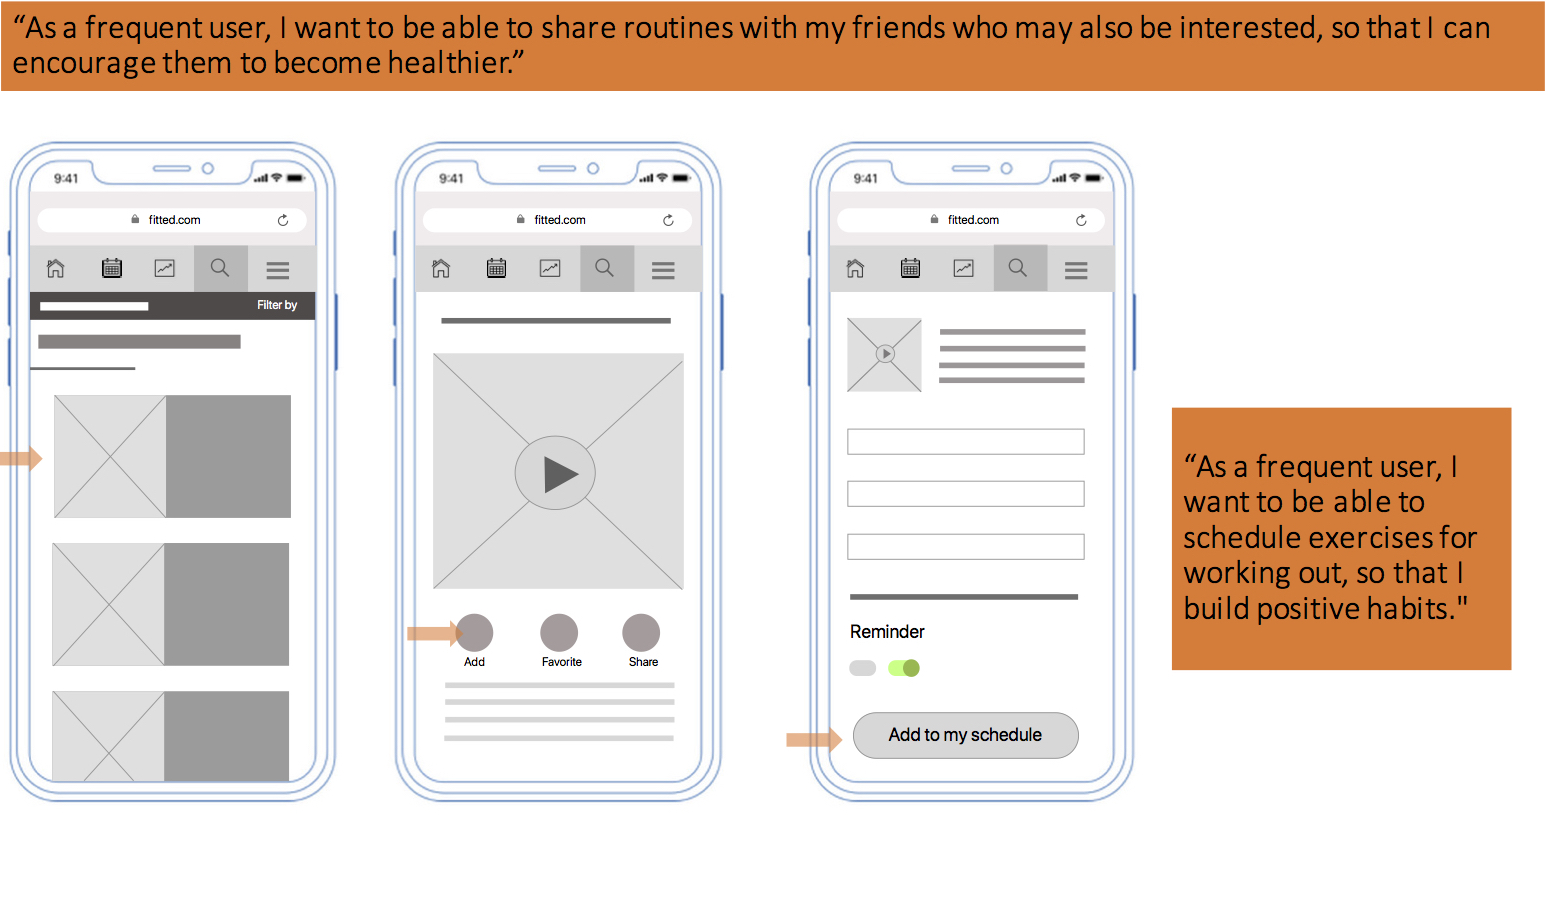 “As a frequent user, I want to be able to share routines with my friends who may also be interested, so that I can
encourage them to become healthier.”
9:41
fitted.com
Filter by
9:41
fitted.com
Add
Favorite
Share
9:41
fitted.com
Reminder
Add to my schedule
“As a frequent user, I
want to be able to
schedule exercises for
working out, so that I
build positive habits."